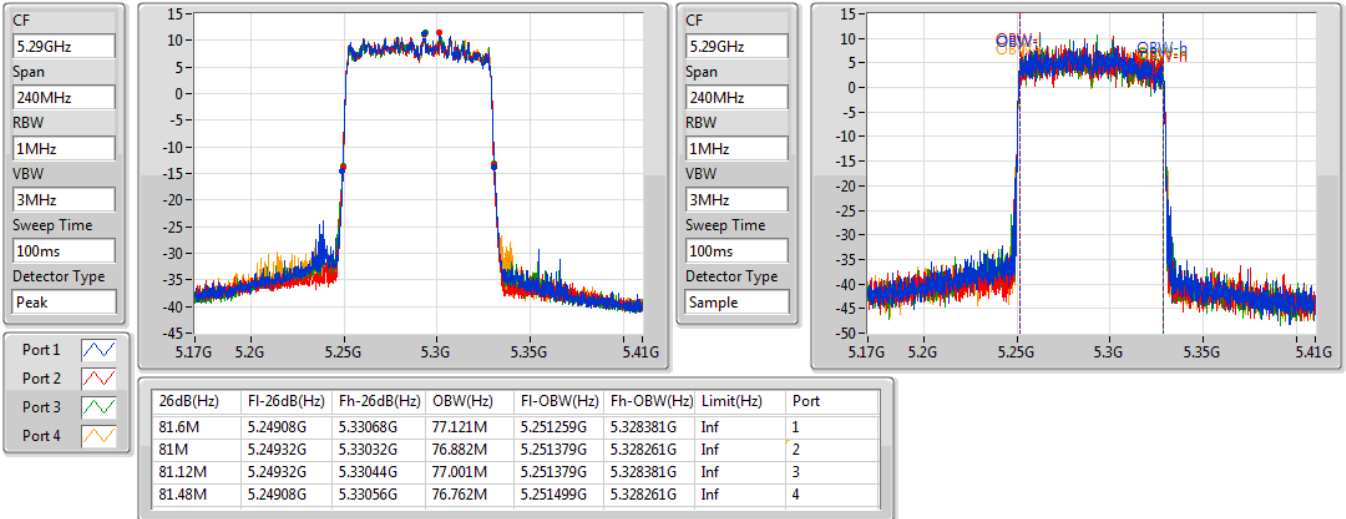 CF
5.29GHz
Span
240MHz
RBW
1MHz
VBW
3MHz
Sweep Time
100ms
Detector Type
Peak
15
10
5
0
-5
-10
-15
-20
-25
-30
-35
-40
-45
5.17G 5.2G 5.25G 5.3G 5.35G 5.41G
CF
5.29GHz
Span
240MHz
RBW
1MHz
VBW
3MHz
Sweep Time
100ms
Detector Type
Sample
15
10
5
0
-5
-10
-15
-20
-25
-30
-35
-40
-45
-50
OBW-l
OBW-h
5.17G 5.2G 5.25G 5.3G 5.35G 5.41G
Port 1
Port 2
Port 3
Port 4
26dB(Hz) Fl-26dB(Hz) Fh-26dB(Hz) OBW(Hz) Fl-OBW(Hz) Fh-OBW(Hz) Limit(Hz) Port
81.6M 5.24908G 5.33068G 77.121M 5.251259G 5.328381G Inf 1
81M 5.24932G 5.33032G 76.882M 5.251379G 5.328261G Inf 2
81.12M 5.24932G 5.33044G 77.001M 5.251379G 5.328381G Inf 3
81.48M 5.24908G 5.33056G 76.762M 5.251499G 5.328261G Inf 4